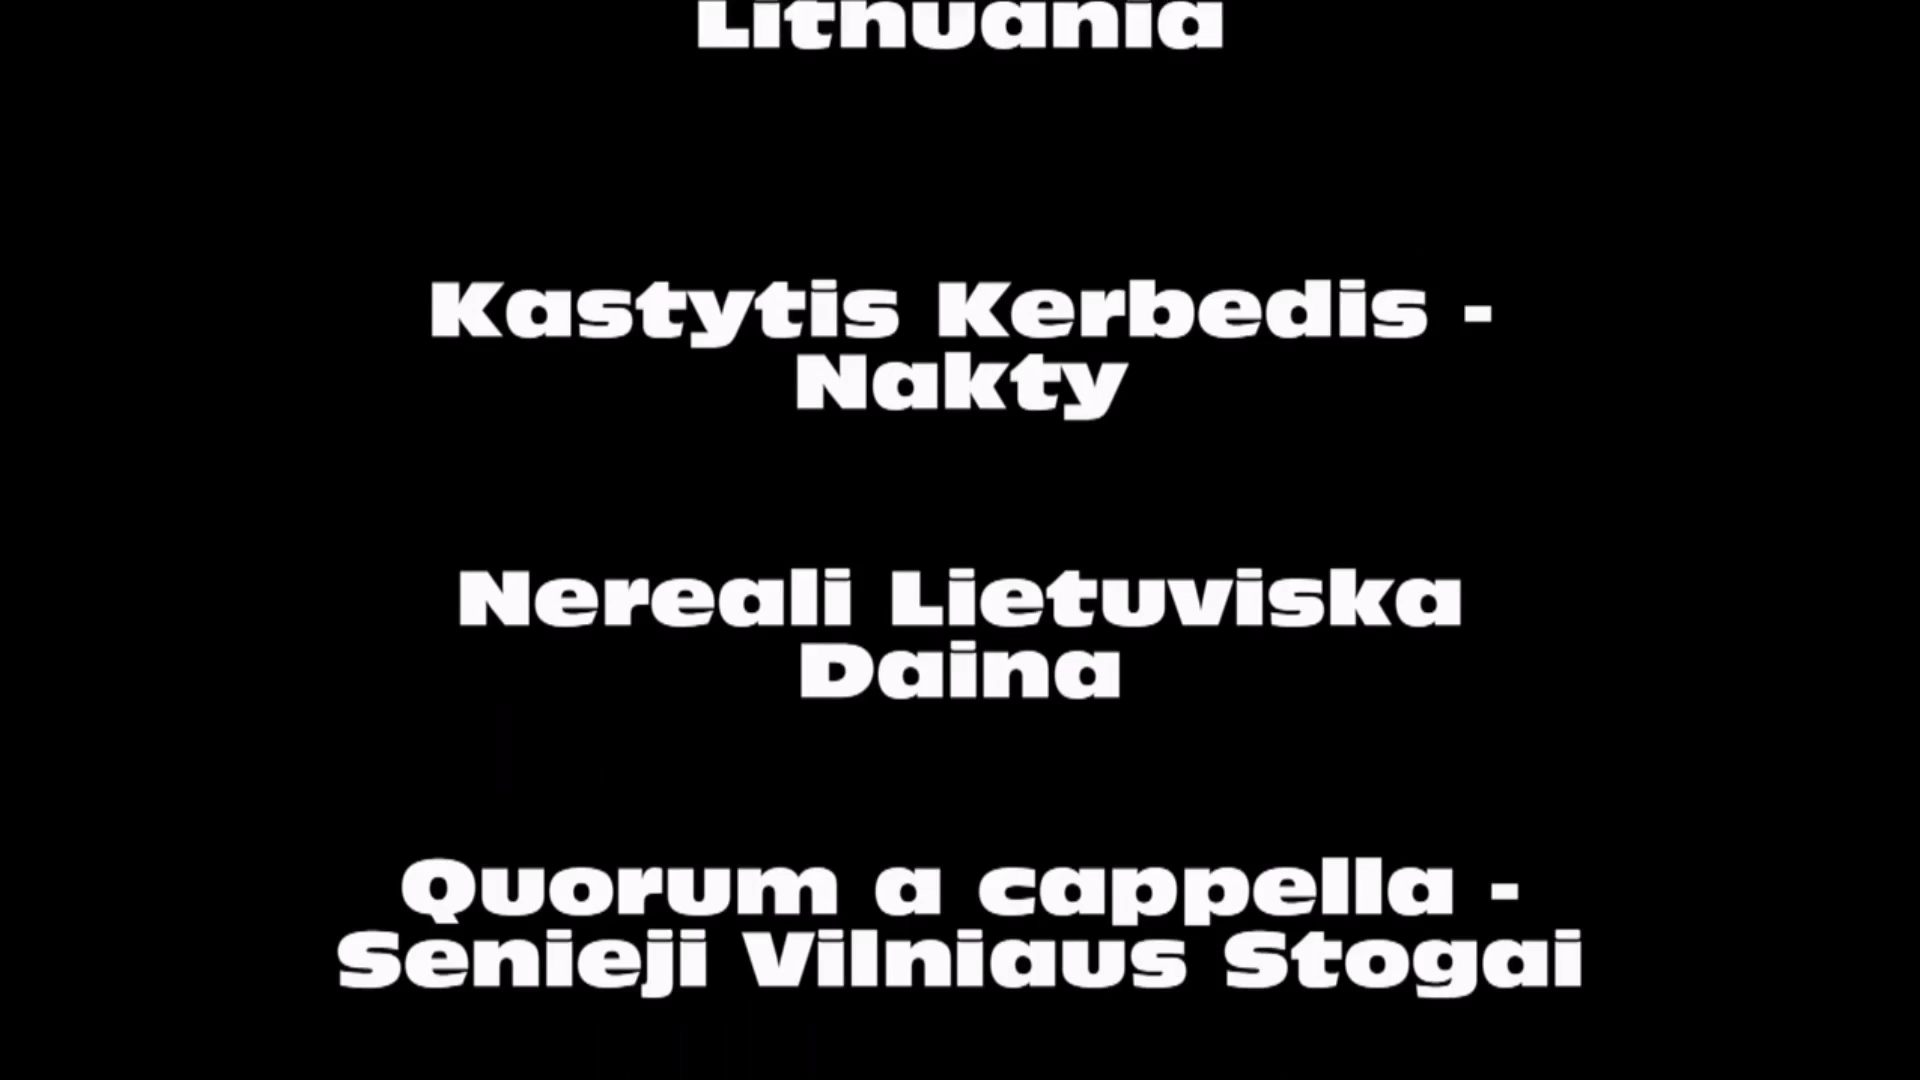 Lithuania
Kastytis Kerbedis -
Nakty
Nereali Lietuviska
Daina
Quorum a cappella -
Senieji Vilniaus Stogai